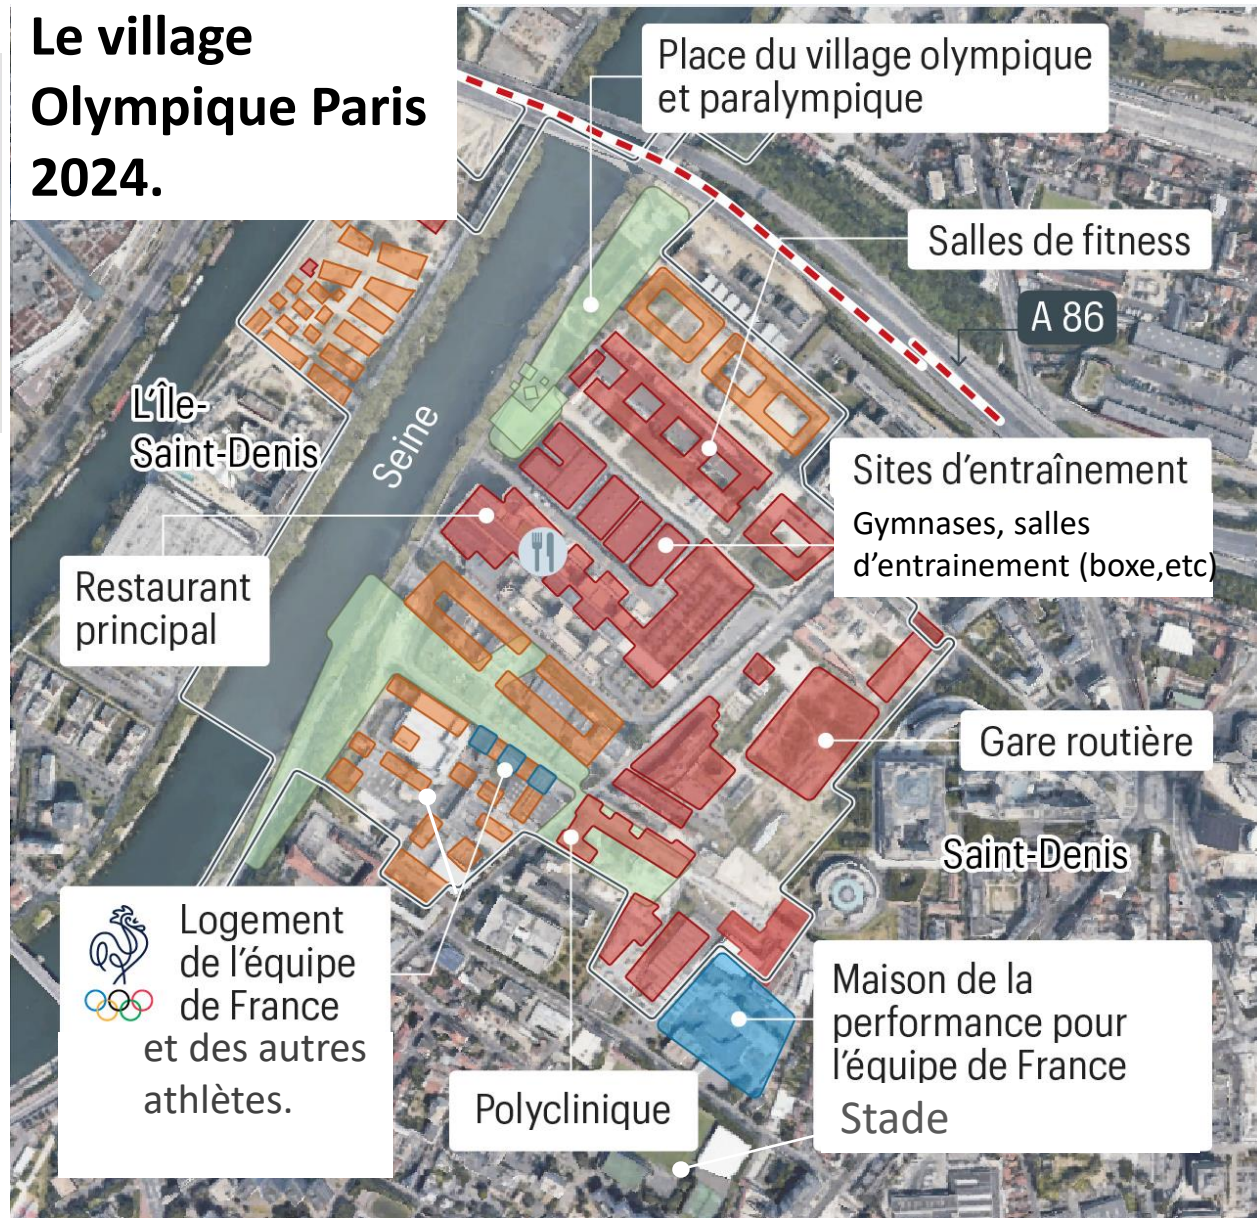 Le village
Olympique Paris
2024.
Place du village olympique
et paralympique
Salles de fitness
A 86
L'Île-
Saint-Denis
Seine
Sites d'entraînement
Gymnases, salles
d'entrainement (boxe,etc)
Restaurant
principal
Gare routière
Saint-Denis
Logement
de l'équipe
de France
et des autres
athlètes.
Maison de la
performance pour
l'équipe de France
Stade
Polyclinique